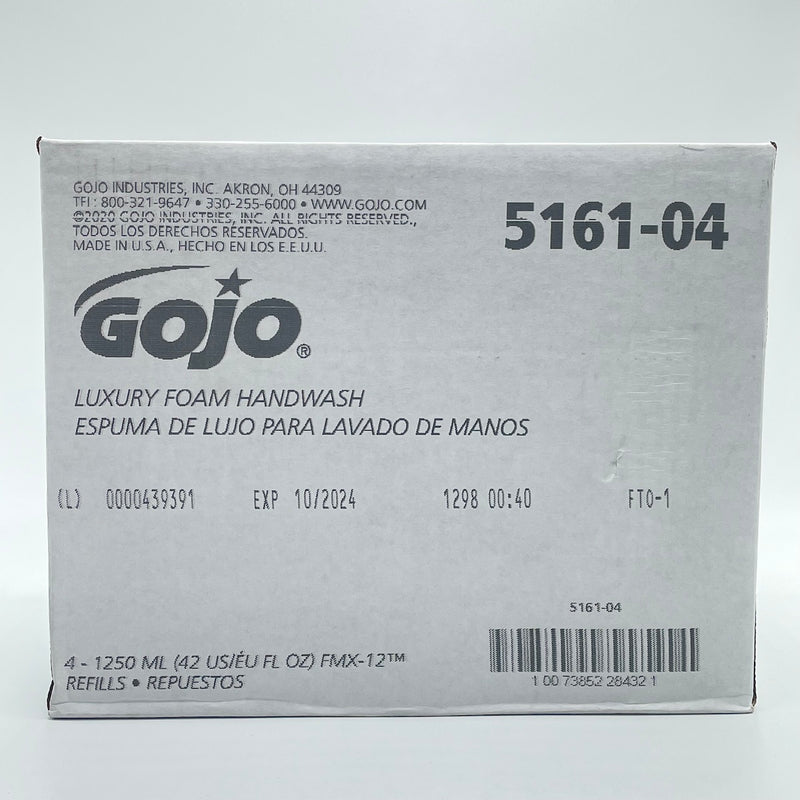 GOJO INDUSTRIES, INC. AKRON, OH 44309
TEL: 800-321-9647 • 330-255-6000 • WWW.GOJO.COM
©2020 GOJO INDUSTRIES, INC. ALL RIGHTS RESERVED.,
TODOS LOS DERECHOS RESERVADOS.
MADE IN U.S.A., HECHO EN LOS E.E.U.U.
5161-04
GOJO®
LUXURY FOAM HANDWASH
ESPUMA DE LUJO PARA LAVADO DE MANOS
(L) 0000439391 EXP 10/2024 1298 00:40 FTO-1
5161-04
4 - 1250 ML (42 US/ÉU FL OZ) FMX-12™
REFILLS • REPUESTOS
1 00 73852 28432 1